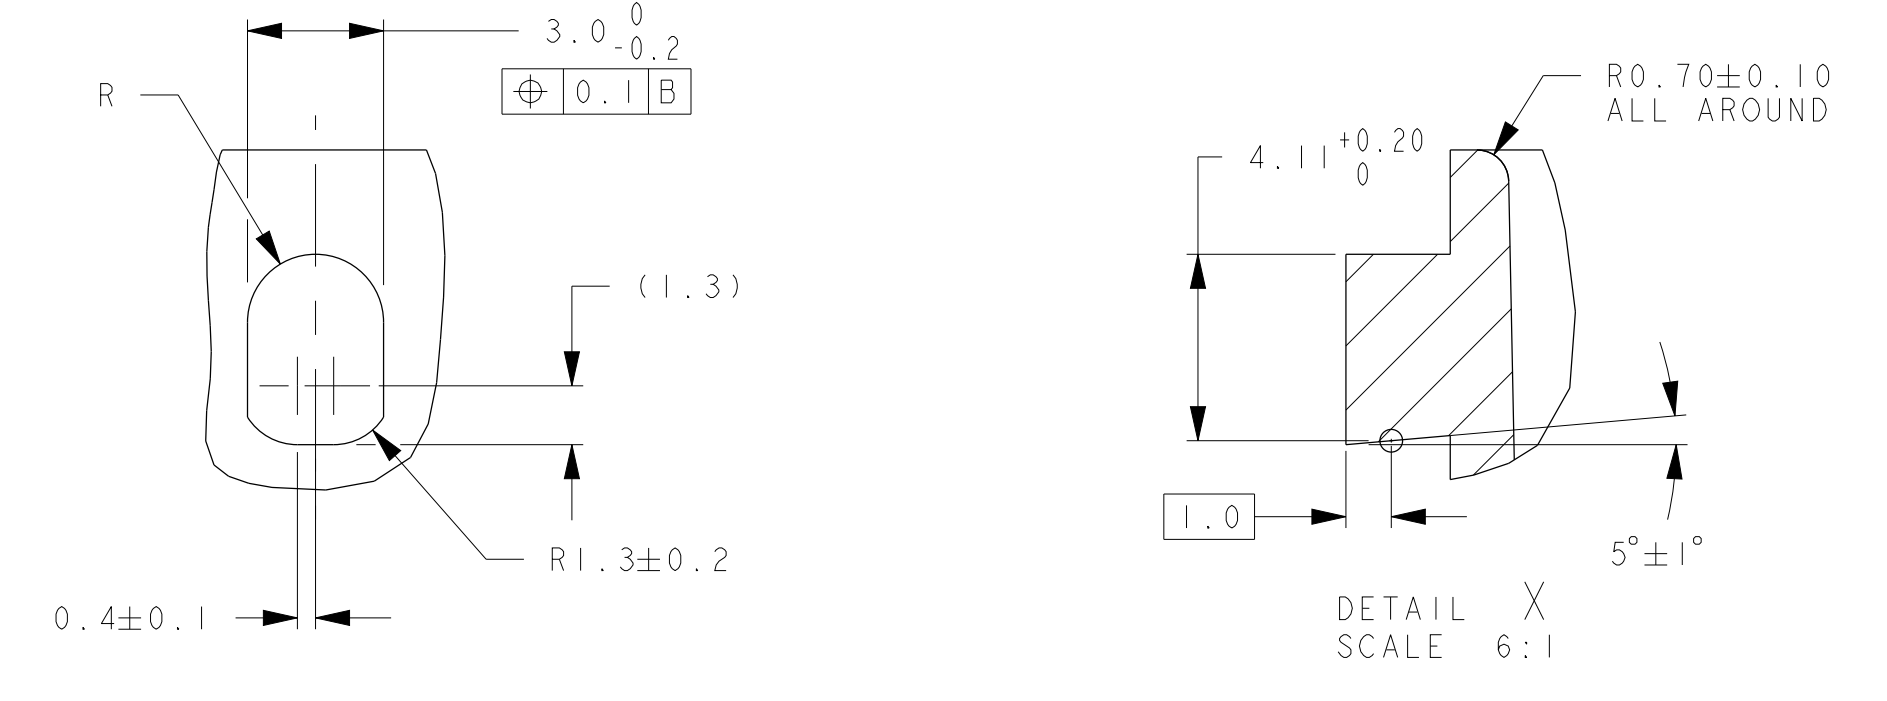 3.0 0 -0.2
⌖ 0.1 B
R
(1.3)
R1.3±0.2
0.4±0.1
R0.70±0.10
ALL AROUND
4.11 +0.20 0
1.0
5°±1°
DETAIL X
SCALE 6:1